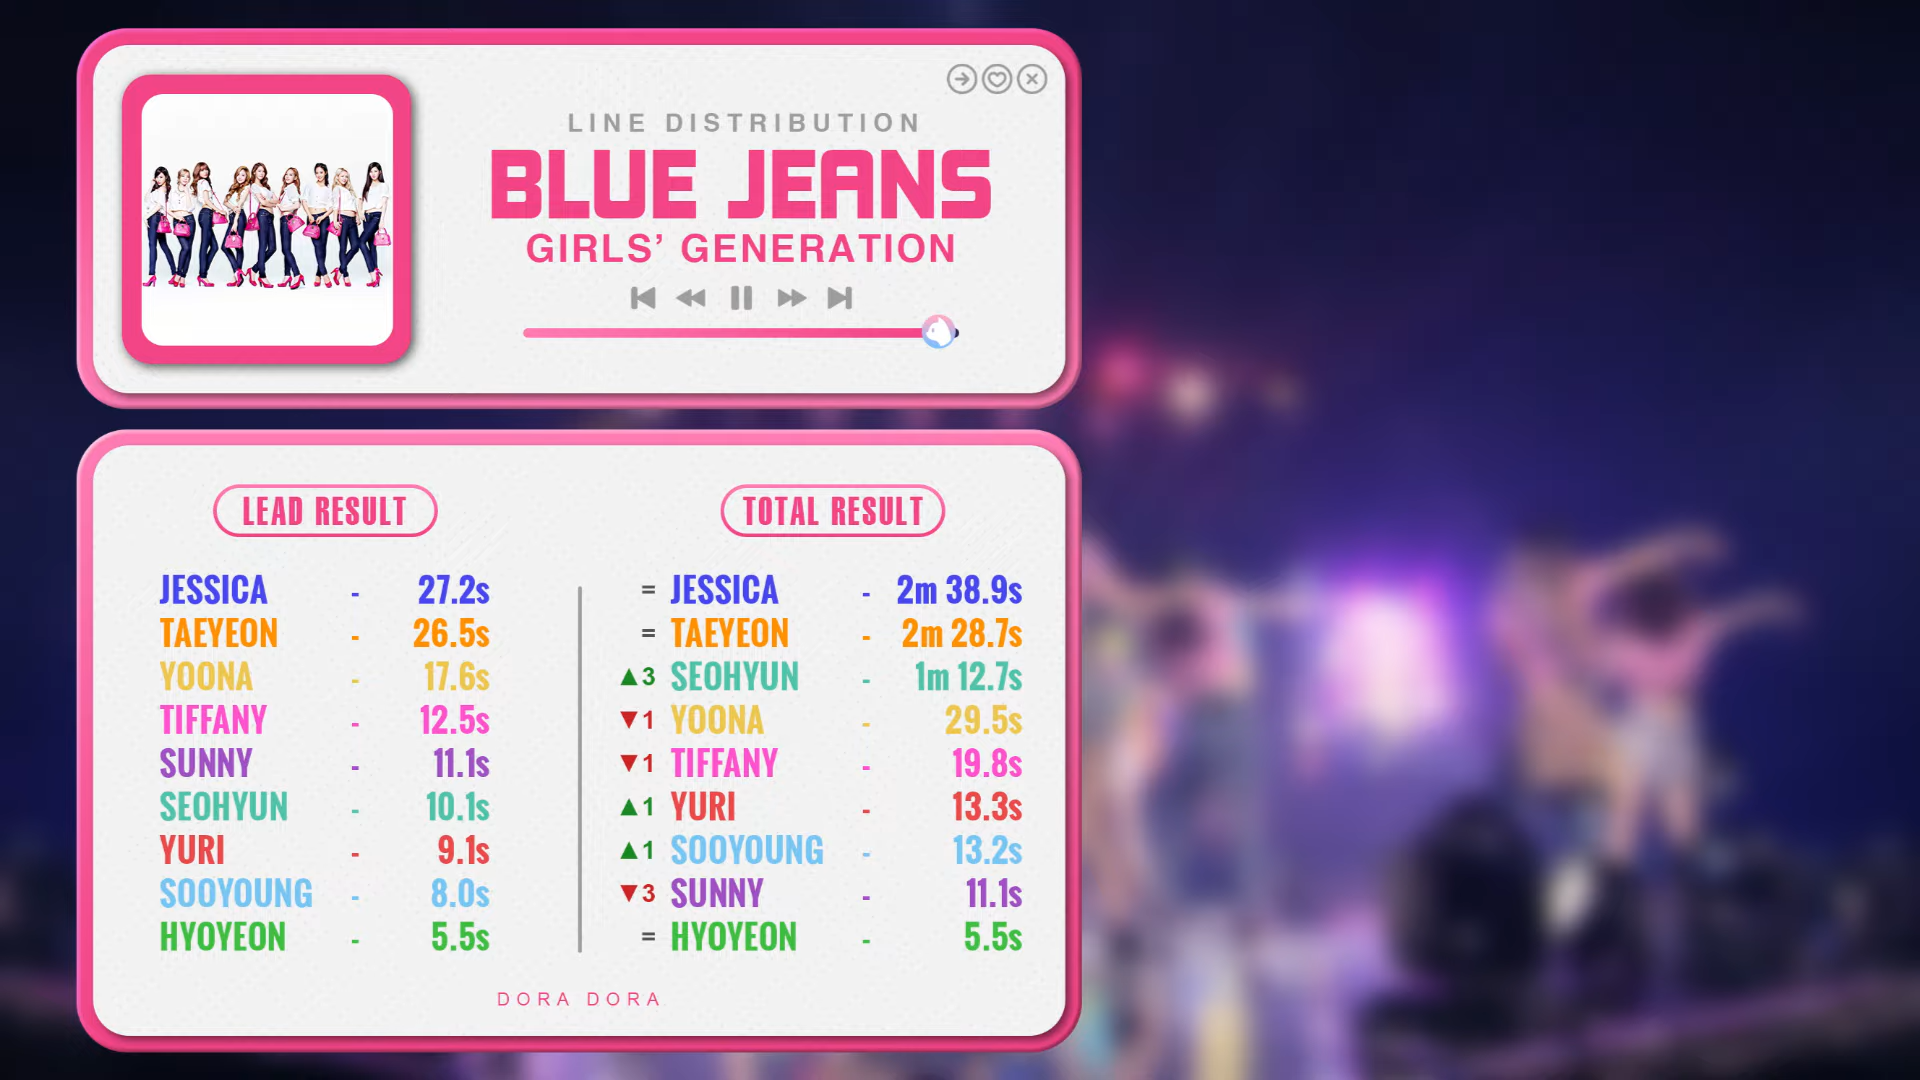 LINE DISTRIBUTION
BLUE JEANS
GIRLS’ GENERATION
LEAD RESULT
JESSICA - 27.2s
TAEYEON - 26.5s
YOONA - 17.6s
TIFFANY - 12.5s
SUNNY - 11.1s
SEOHYUN - 10.1s
YURI - 9.1s
SOOYOUNG - 8.0s
HYOYEON - 5.5s
TOTAL RESULT
= JESSICA - 2m 38.9s
= TAEYEON - 2m 28.7s
▲3 SEOHYUN - 1m 12.7s
▼1 YOONA - 29.5s
▼1 TIFFANY - 19.8s
▲1 YURI - 13.3s
▲1 SOOYOUNG - 13.2s
▼3 SUNNY - 11.1s
= HYOYEON - 5.5s
DORA DORA